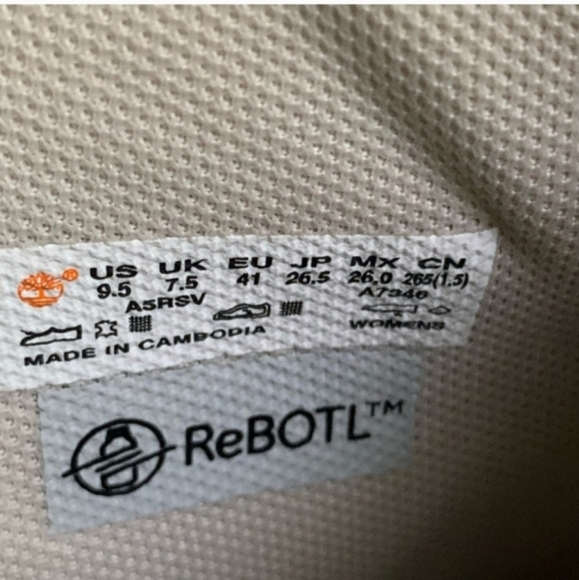 ® US UK EU JP MX CN
9.5 7.5 41 26.5 26.0 265(1.5)
A5RSV A7346
MADE IN CAMBODIA WOMENS
ReBOTL™